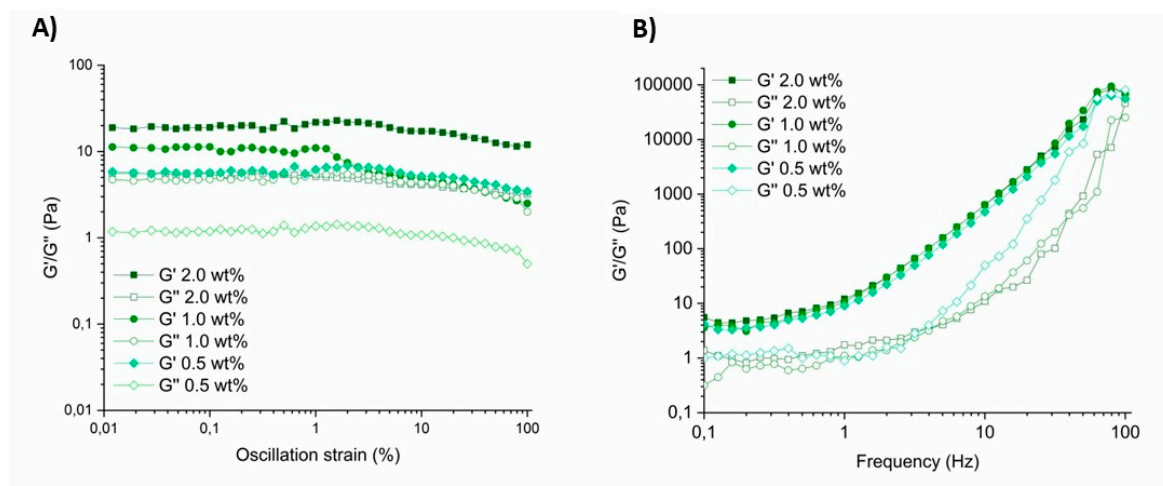 A)
100
10
1
0,1
0,01
G'/G" (Pa)
G' 2.0 wt%
G" 2.0 wt%
G' 1.0 wt%
G" 1.0 wt%
G' 0.5 wt%
G" 0.5 wt%
0,01 0,1 1 10 100
Oscillation strain (%)
B)
100000
10000
1000
100
10
1
0,1
G'/G" (Pa)
G' 2.0 wt%
G" 2.0 wt%
G' 1.0 wt%
G" 1.0 wt%
G' 0.5 wt%
G" 0.5 wt%
0,1 1 10 100
Frequency (Hz)